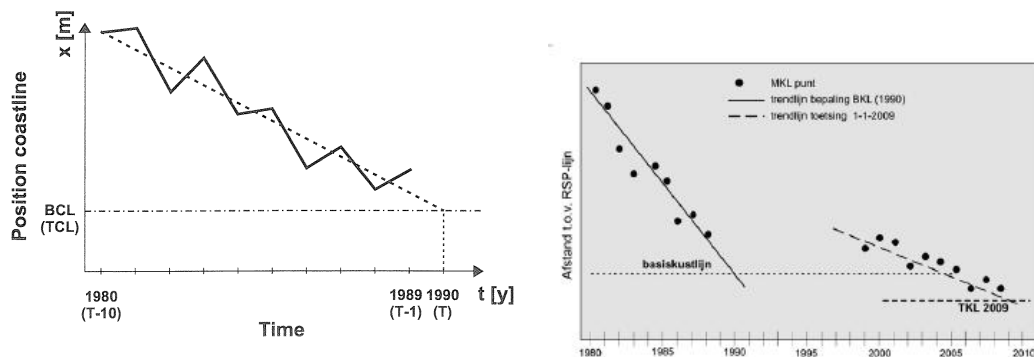 x [m]
Position coastline
BCL
(TCL)
1980
(T-10)
1989
(T-1)
1990
(T)
t [y]
Time
MKL punt
trendlijn bepaling BKL (1990)
trendlijn toetsing 1-1-2009
Afstand t.o.v. RSP-lijn
basiskustlijn
TKL 2009
1980
1985
1990
1995
2000
2005
2010